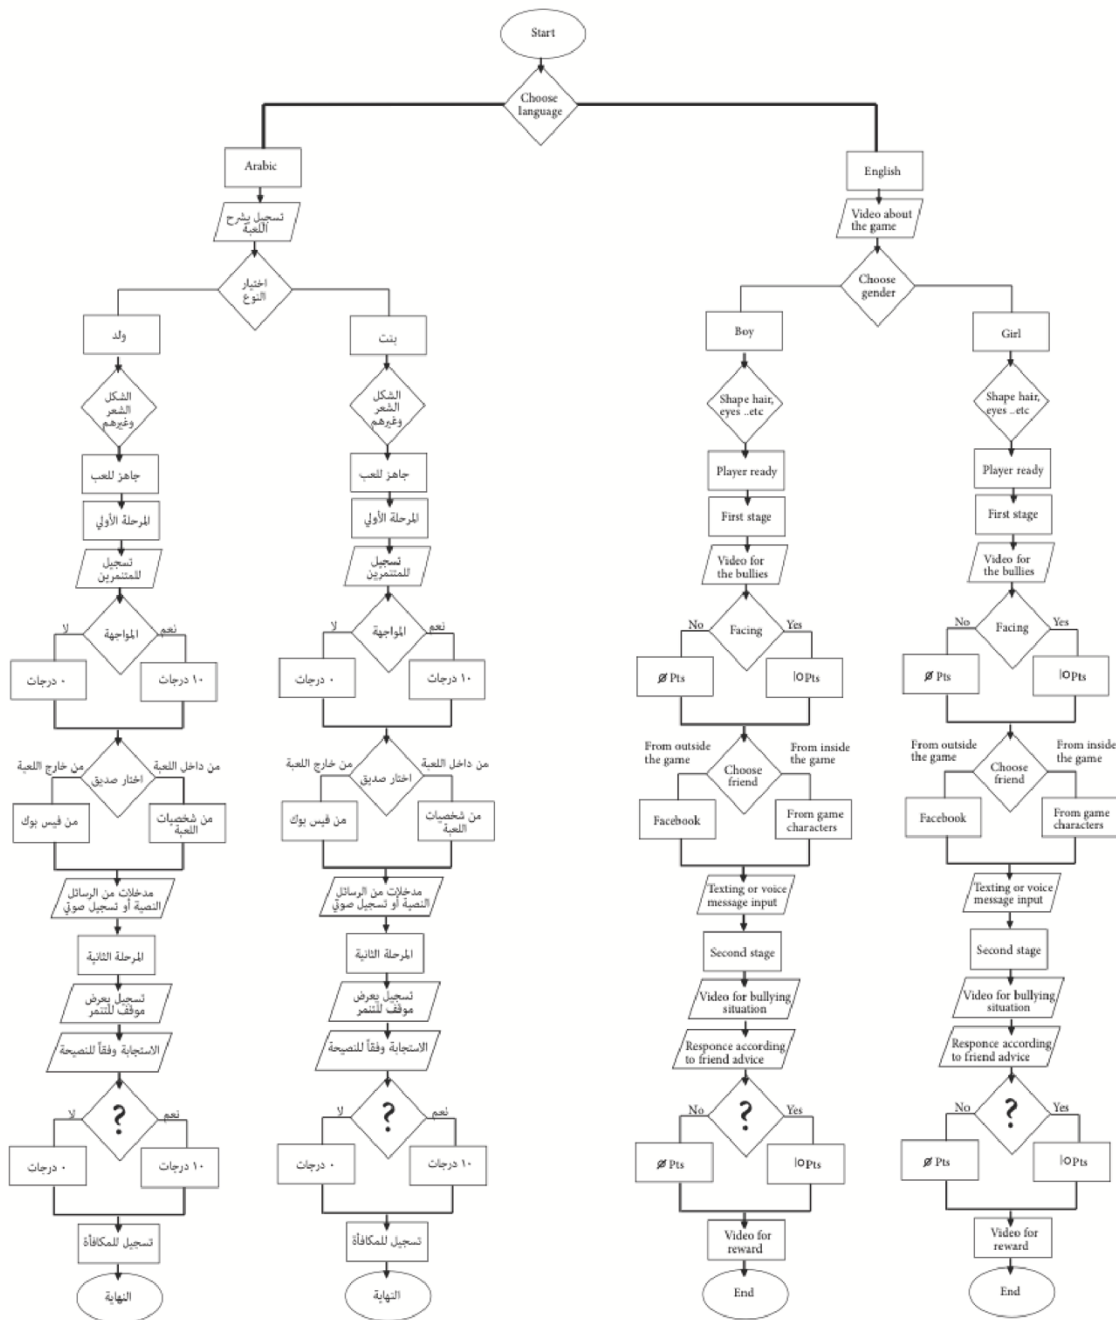 Start
Choose
language
Arabic
English
تسجيل يشرح
اللعبة
Video about
the game
اختيار
النوع
Choose
gender
ولد
بنت
Boy
Girl
الشكل
الشعر
وغيرهم
الشكل
الشعر
وغيرهم
Shape hair,
eyes ..etc
Shape hair,
eyes ..etc
جاهز للعب
جاهز للعب
Player ready
Player ready
المرحلة الأولي
المرحلة الأولي
First stage
First stage
تسجيل
للمتنمرين
تسجيل
للمتنمرين
Video for
the bullies
Video for
the bullies
لا
المواجهة
نعم
لا
المواجهة
نعم
No
Facing
Yes
No
Facing
Yes
٠ درجات
١٠ درجات
٠ درجات
١٠ درجات
Ø Pts
10Pts
Ø Pts
10Pts
من خارج اللعبة
اختار صديق
من داخل اللعبة
من خارج اللعبة
اختار صديق
من داخل اللعبة
From outside
the game
Choose
friend
From inside
the game
From outside
the game
Choose
friend
From inside
the game
من فيس بوك
من شخصيات
اللعبة
من فيس بوك
من شخصيات
اللعبة
Facebook
From game
characters
Facebook
From game
characters
مدخلات من الرسائل
النصية أو تسجيل صوتي
مدخلات من الرسائل
النصية أو تسجيل صوتي
Texting or voice
message input
Texting or voice
message input
المرحلة الثانية
المرحلة الثانية
Second stage
Second stage
تسجيل يعرض
موقف للتنمر
تسجيل يعرض
موقف للتنمر
Video for bullying
situation
Video for bullying
situation
الاستجابة وفقاً للنصيحة
الاستجابة وفقاً للنصيحة
Responce according
to friend advice
Responce according
to friend advice
لا
?
نعم
لا
?
نعم
No
?
Yes
No
?
Yes
٠ درجات
١٠ درجات
٠ درجات
١٠ درجات
Ø Pts
10Pts
Ø Pts
10Pts
تسجيل للمكافأة
تسجيل للمكافأة
Video for
reward
Video for
reward
النهاية
النهاية
End
End